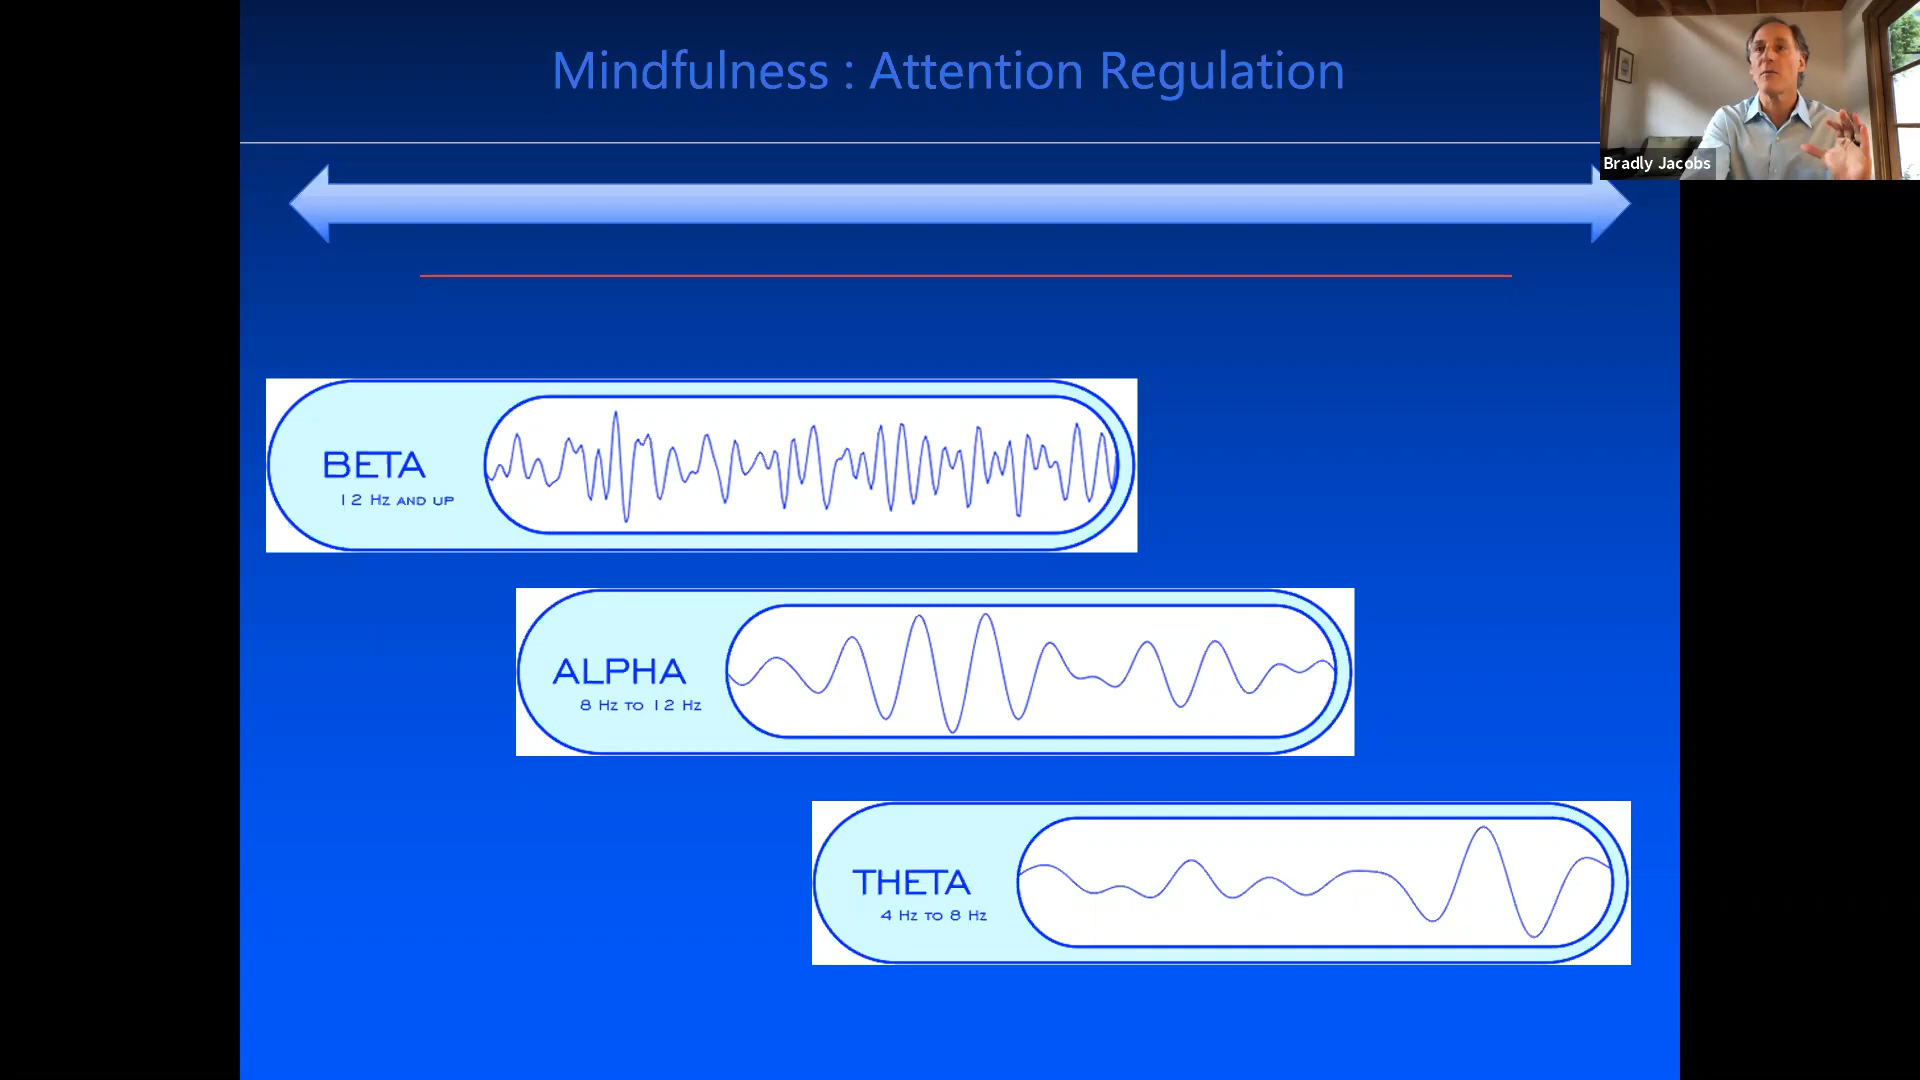 Mindfulness : Attention Regulation
Bradly Jacobs
BETA
12 Hz AND UP
ALPHA
8 Hz TO 12 Hz
THETA
4 Hz TO 8 Hz